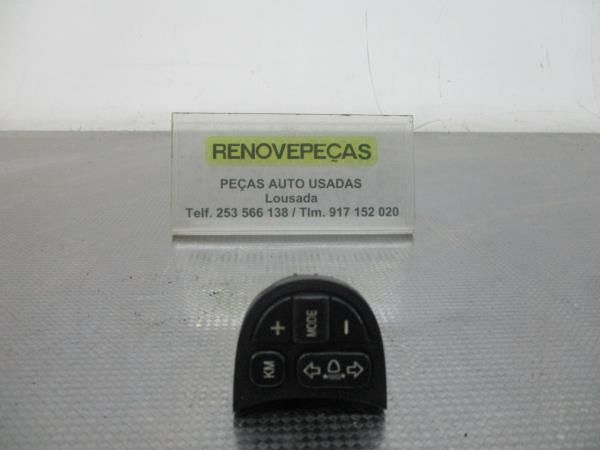 RENOVEPEÇAS
PEÇAS AUTO USADAS
Lousada
Telf. 253 566 138 / Tlm. 917 152 020
+ MODE −
KM